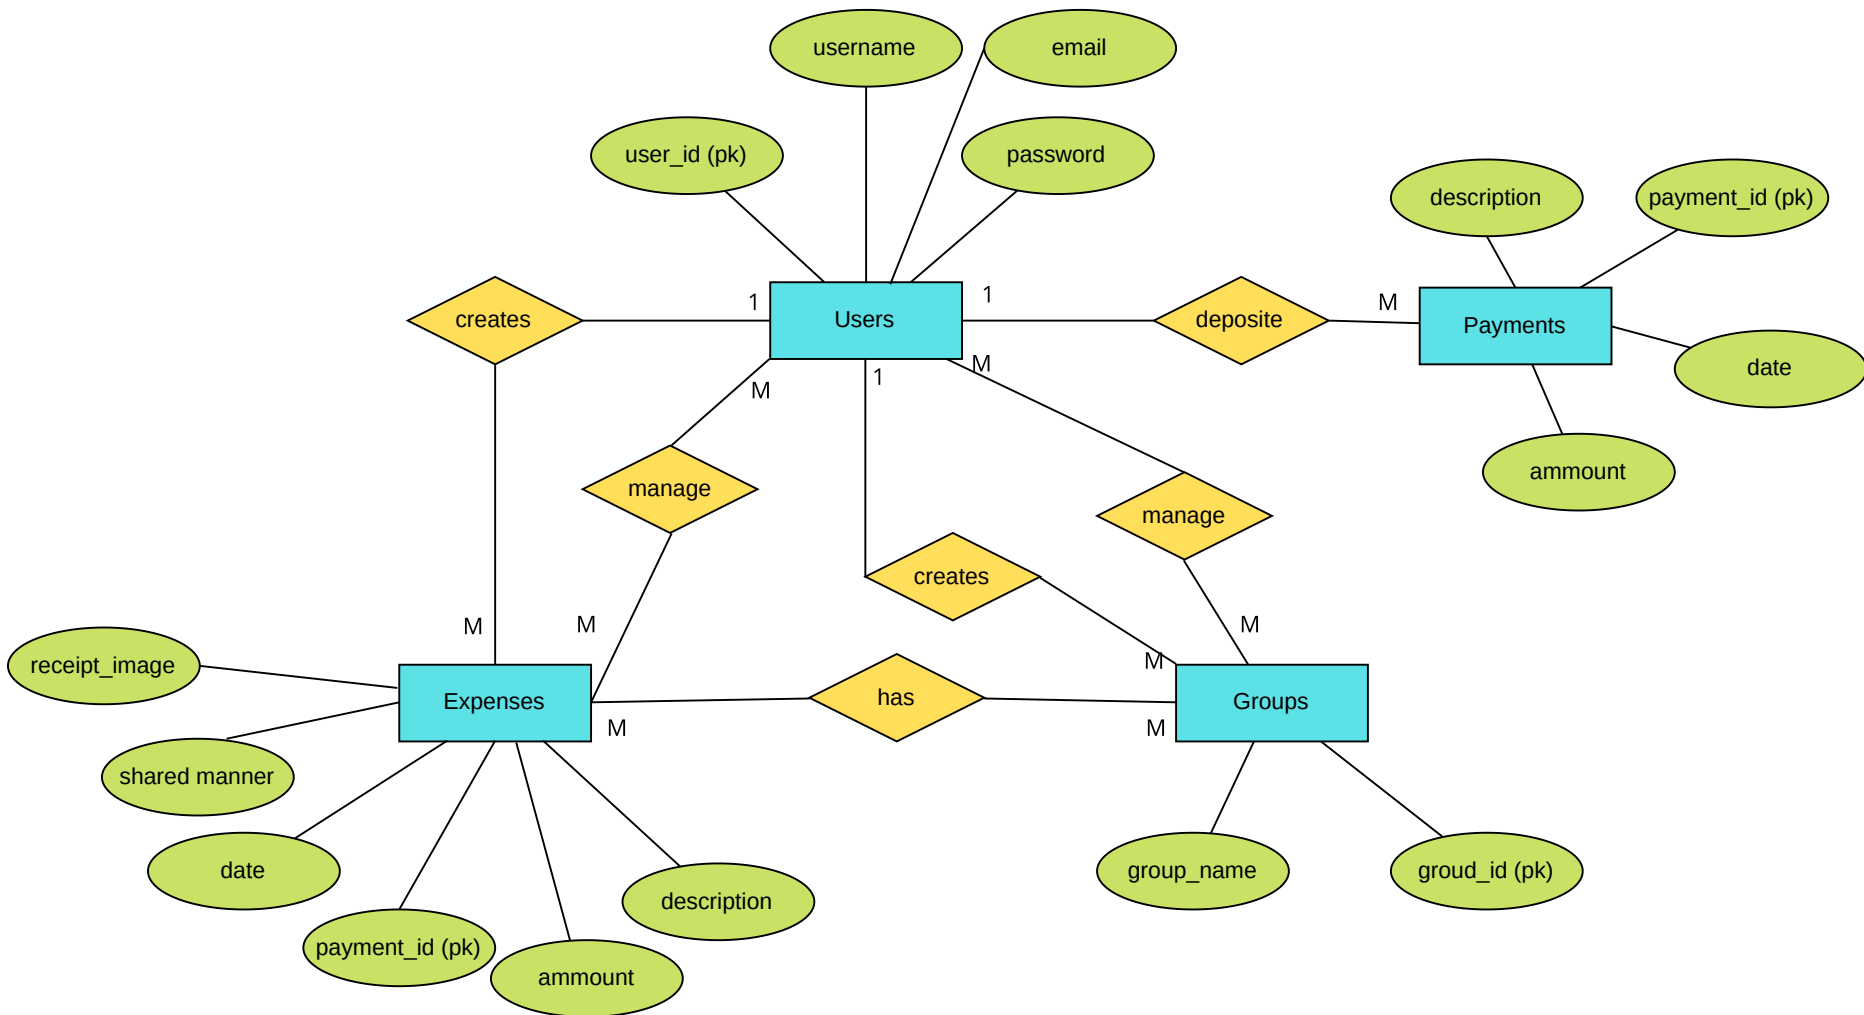 username
email
user_id (pk)
password
description
payment_id (pk)
creates
1
Users
1
deposite
M
Payments
M
1
M
date
manage
ammount
manage
creates
M
M
M
M
receipt_image
Expenses
has
Groups
M
M
shared manner
date
group_name
groud_id (pk)
description
payment_id (pk)
ammount